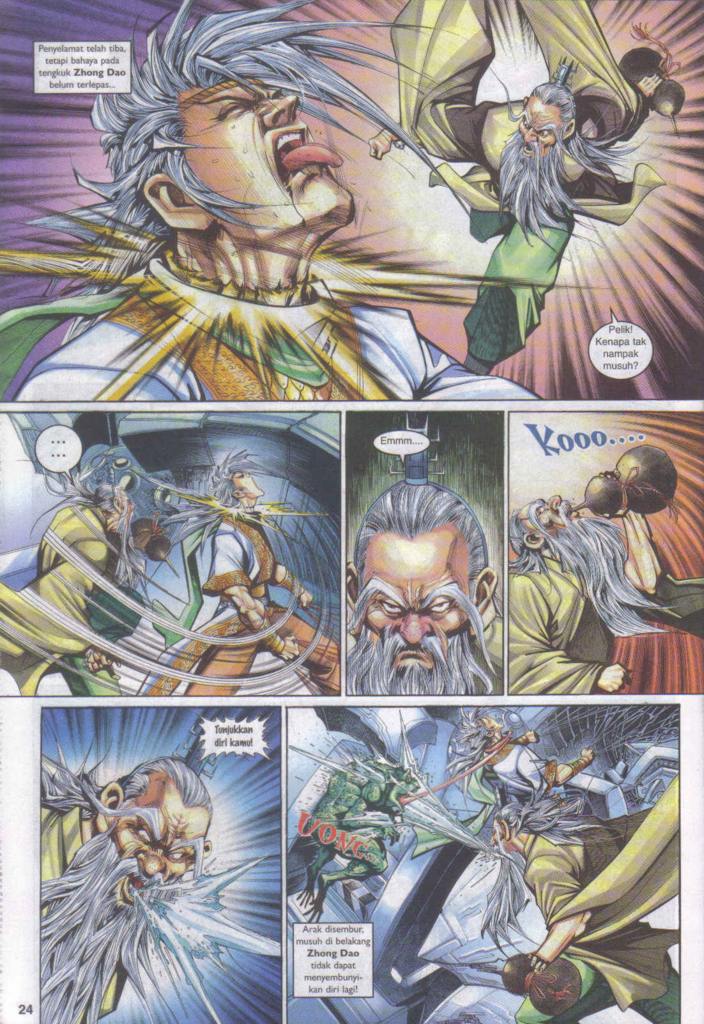 Penyelamat telah tiba,
tetapi bahaya pada
tengkuk Zhong Dao
belum terlepas...
Pelik!
Kenapa tak
nampak
musuh?
...
...
Emmm....
Kooo....
Tunjukkan
diri kamu!
UONG...
Arak disembur,
musuh di belakang
Zhong Dao
tidak dapat
menyembunyi-
kan diri lagi!
24